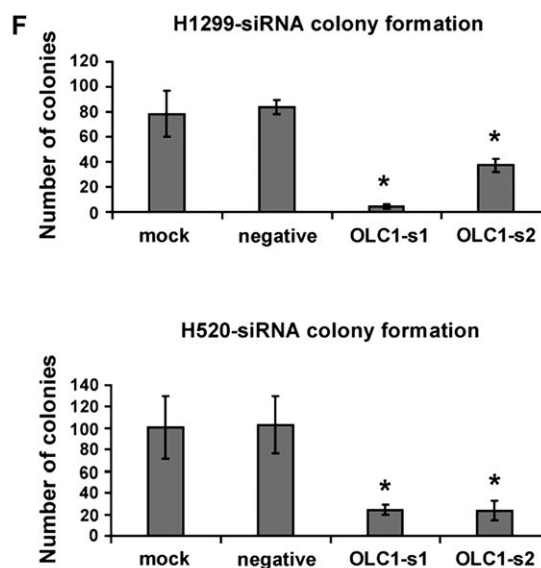 F
H1299-siRNA colony formation
Number of colonies
120
100
80
60
40
20
0
*
*
mock negative OLC1-s1 OLC1-s2
H520-siRNA colony formation
Number of colonies
140
120
100
80
60
40
20
0
*
*
mock negative OLC1-s1 OLC1-s2